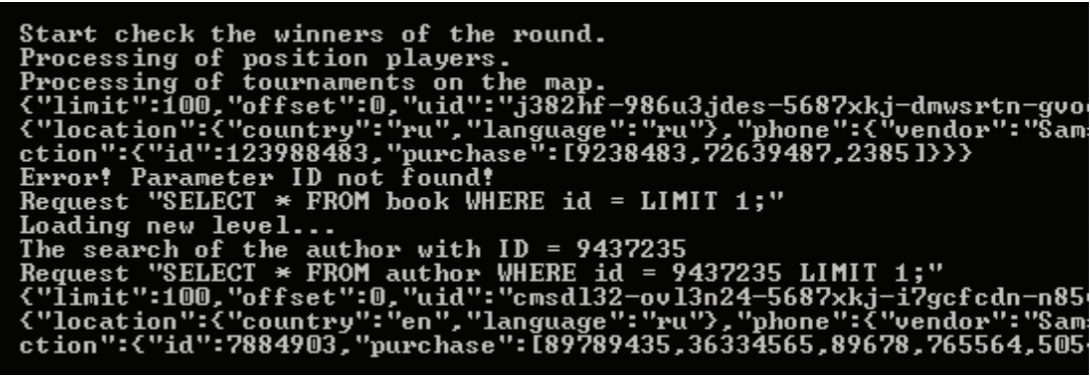 Start check the winners of the round.
Processing of position players.
Processing of tournaments on the map.
{"limit":100,"offset":0,"uid":"j382hf-986u3jdes-5687xkj-dmwsrtn-gvo
{"location":{"country":"ru","language":"ru"},"phone":{"vendor":"Sam
ction":{"id":123988483,"purchase":[9238483,72639487,2385]}}}
Error! Parameter ID not found!
Request "SELECT * FROM book WHERE id = LIMIT 1;"
Loading new level...
The search of the author with ID = 9437235
Request "SELECT * FROM author WHERE id = 9437235 LIMIT 1;"
{"limit":100,"offset":0,"uid":"cmsdl32-ovl3n24-5687xkj-i7gcfcdn-n85
{"location":{"country":"en","language":"ru"},"phone":{"vendor":"Sam
ction":{"id":7884903,"purchase":[89789435,36334565,89678,765564,505